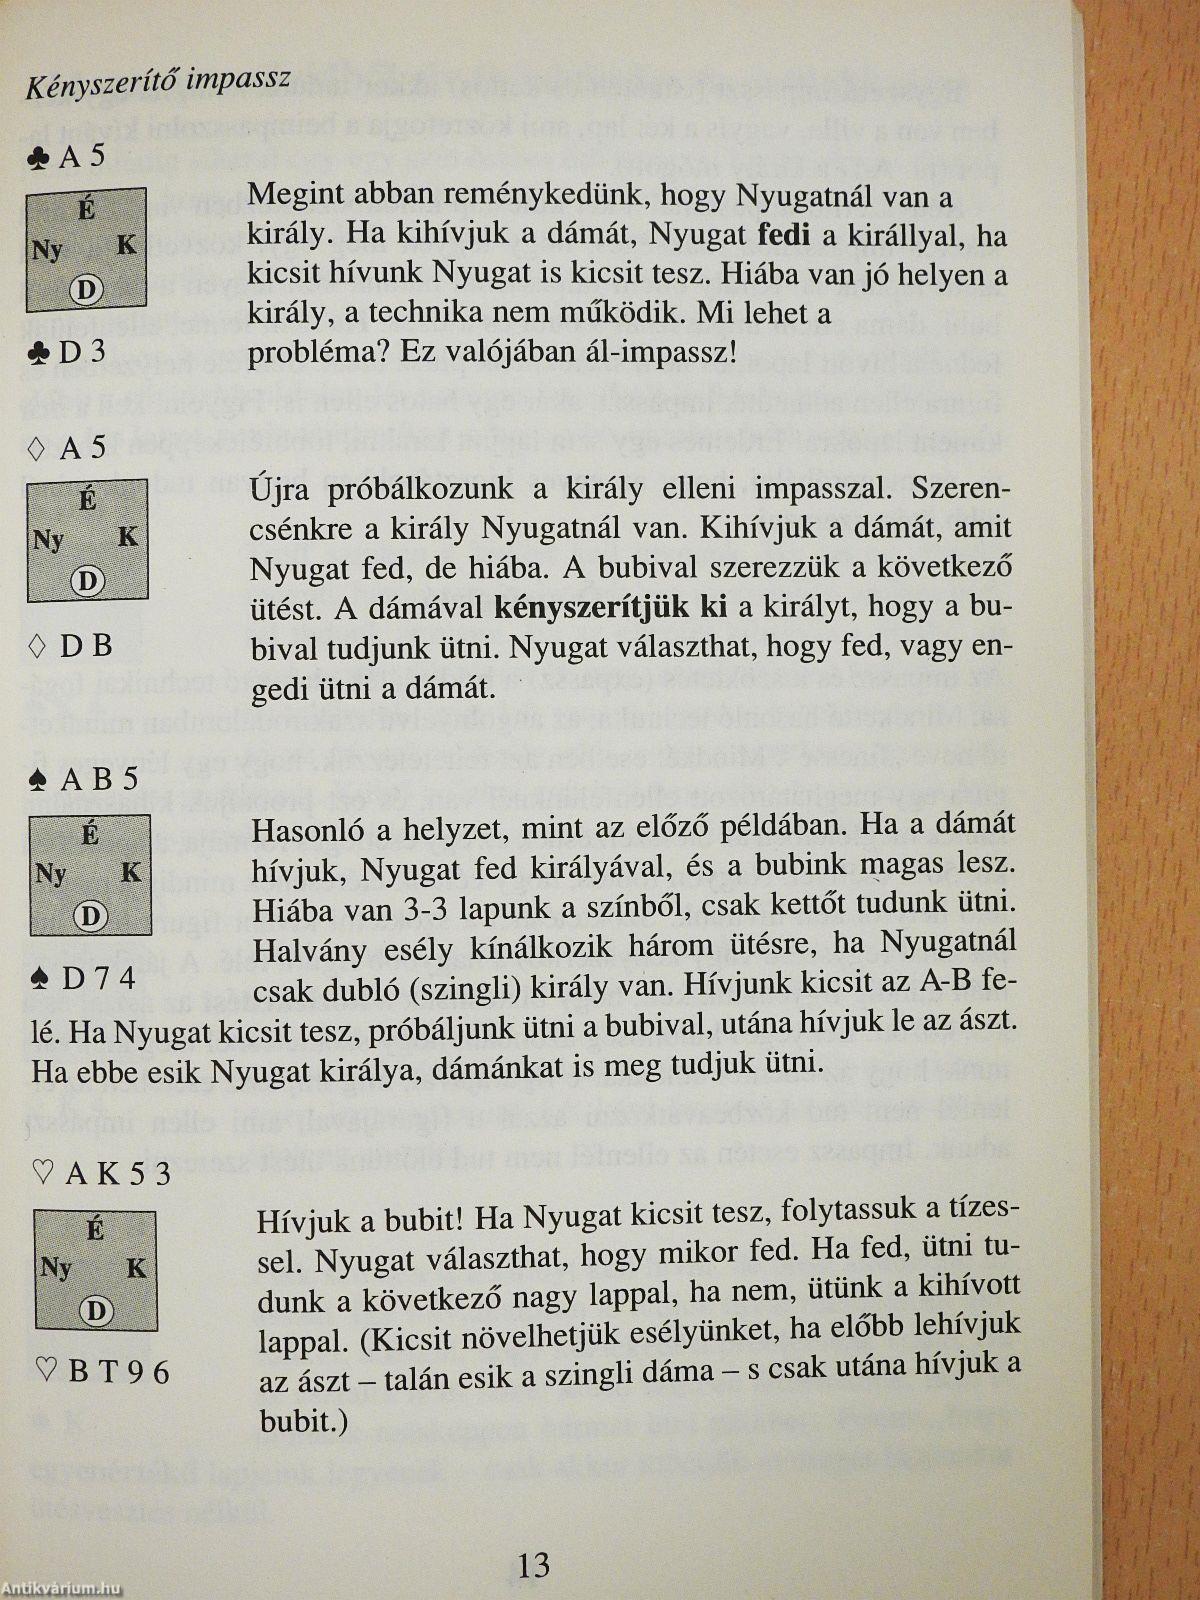 Kényszerítő impassz
♣ A 5
É
Ny K
D
♣ D 3
Megint abban reménykedünk, hogy Nyugatnál van a
király. Ha kihívjuk a dámát, Nyugat fedi a királlyal, ha
kicsit hívunk Nyugat is kicsit tesz. Hiába van jó helyen a
király, a technika nem működik. Mi lehet a
probléma? Ez valójában ál-impassz!
♢ A 5
É
Ny K
D
♢ D B
Újra próbálkozunk a király elleni impasszal. Szeren-
csénkre a király Nyugatnál van. Kihívjuk a dámát, amit
Nyugat fed, de hiába. A bubival szerezzük a következő
ütést. A dámával kényszerítjük ki a királyt, hogy a bu-
bival tudjunk ütni. Nyugat választhat, hogy fed, vagy en-
gedi ütni a dámát.
♠ A B 5
É
Ny K
D
♠ D 7 4
Hasonló a helyzet, mint az előző példában. Ha a dámát
hívjuk, Nyugat fed királyával, és a bubink magas lesz.
Hiába van 3-3 lapunk a színből, csak kettőt tudunk ütni.
Halvány esély kínálkozik három ütésre, ha Nyugatnál
csak dubló (szingli) király van. Hívjunk kicsit az A-B fe-
lé. Ha Nyugat kicsit tesz, próbáljunk ütni a bubival, utána hívjuk le az ászt.
Ha ebbe esik Nyugat királya, dámánkat is meg tudjuk ütni.
♡ A K 5 3
É
Ny K
D
♡ B T 9 6
Hívjuk a bubit! Ha Nyugat kicsit tesz, folytassuk a tízes-
sel. Nyugat választhat, hogy mikor fed. Ha fed, ütni tu-
dunk a következő nagy lappal, ha nem, ütünk a kihívott
lappal. (Kicsit növelhetjük esélyünket, ha előbb lehívjuk
az ászt – talán esik a szingli dáma – s csak utána hívjuk a
bubit.)
13
Antikvárium.hu